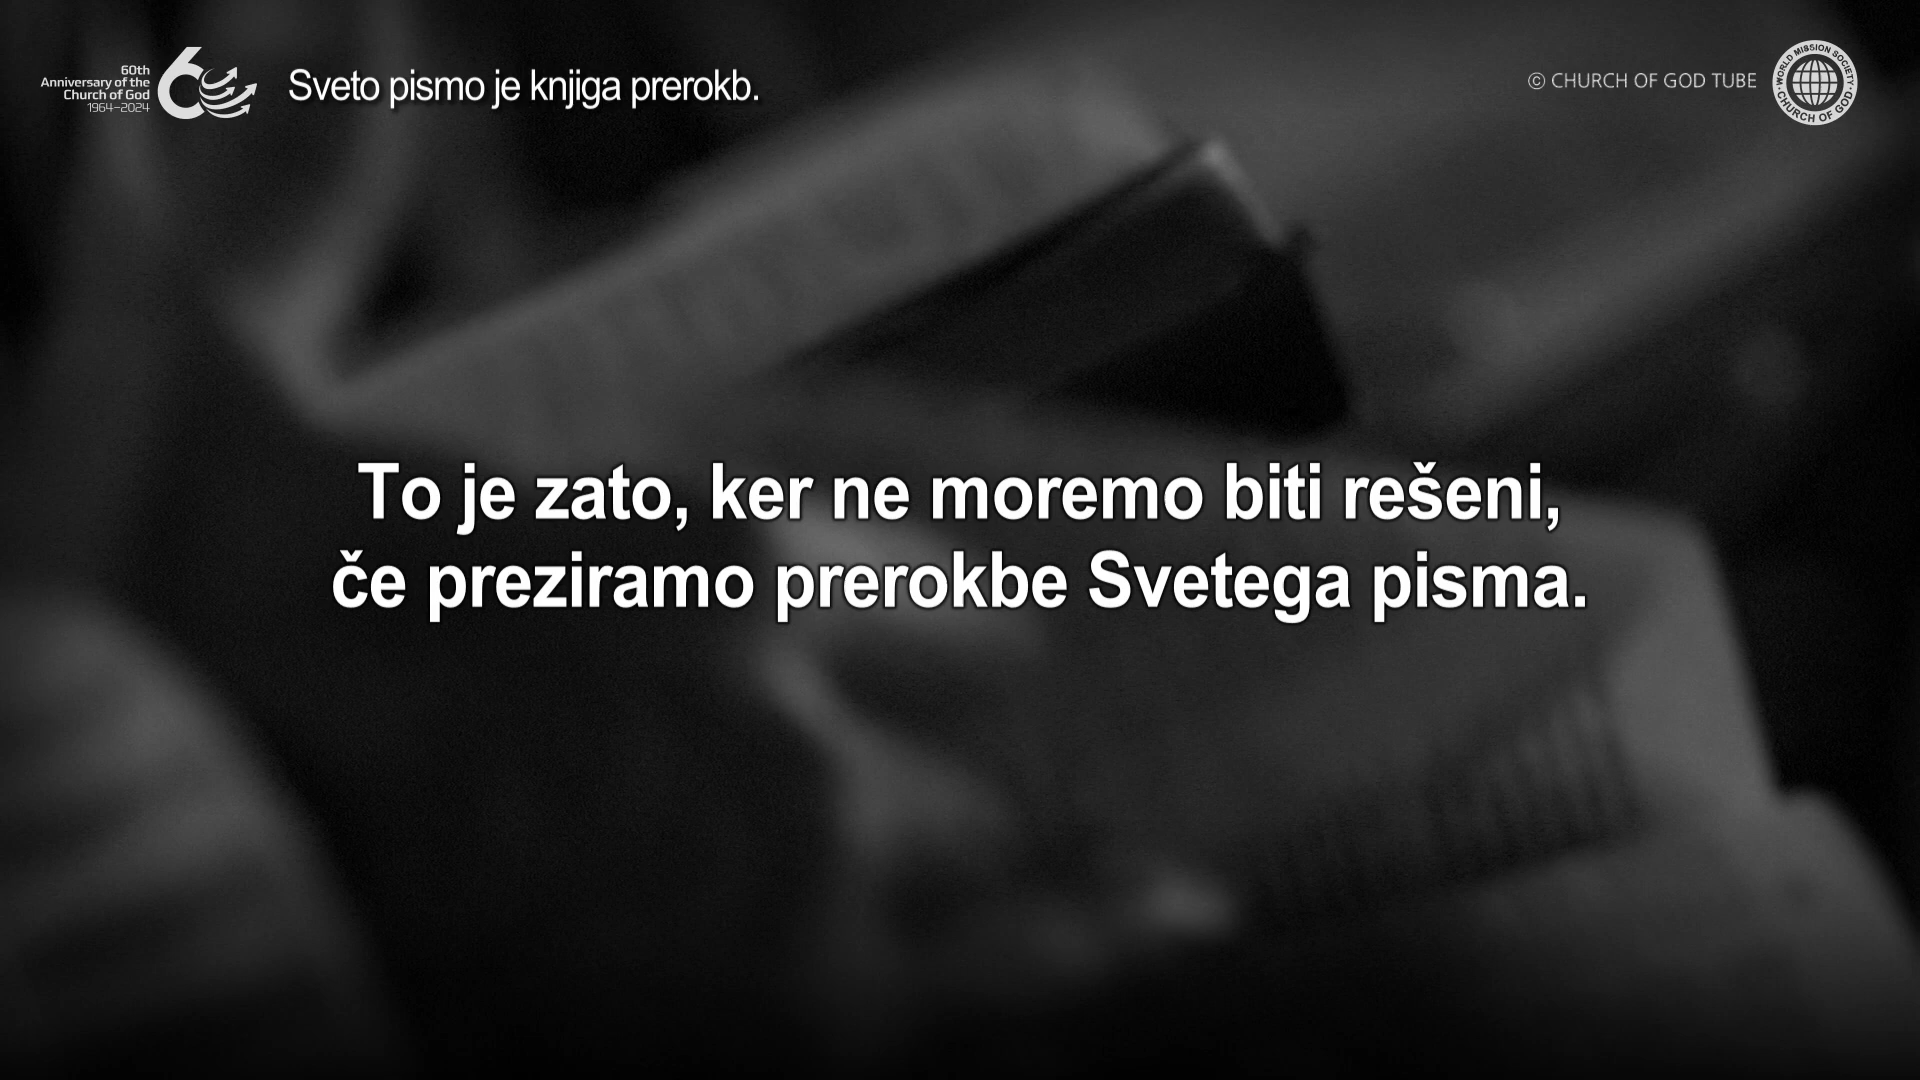 60th
Anniversary of the
Church of God
1964–2024
60
Sveto pismo je knjiga prerokb.
© CHURCH OF GOD TUBE
WORLD MISSION SOCIETY
CHURCH OF GOD
To je zato, ker ne moremo biti rešeni,
če preziramo prerokbe Svetega pisma.